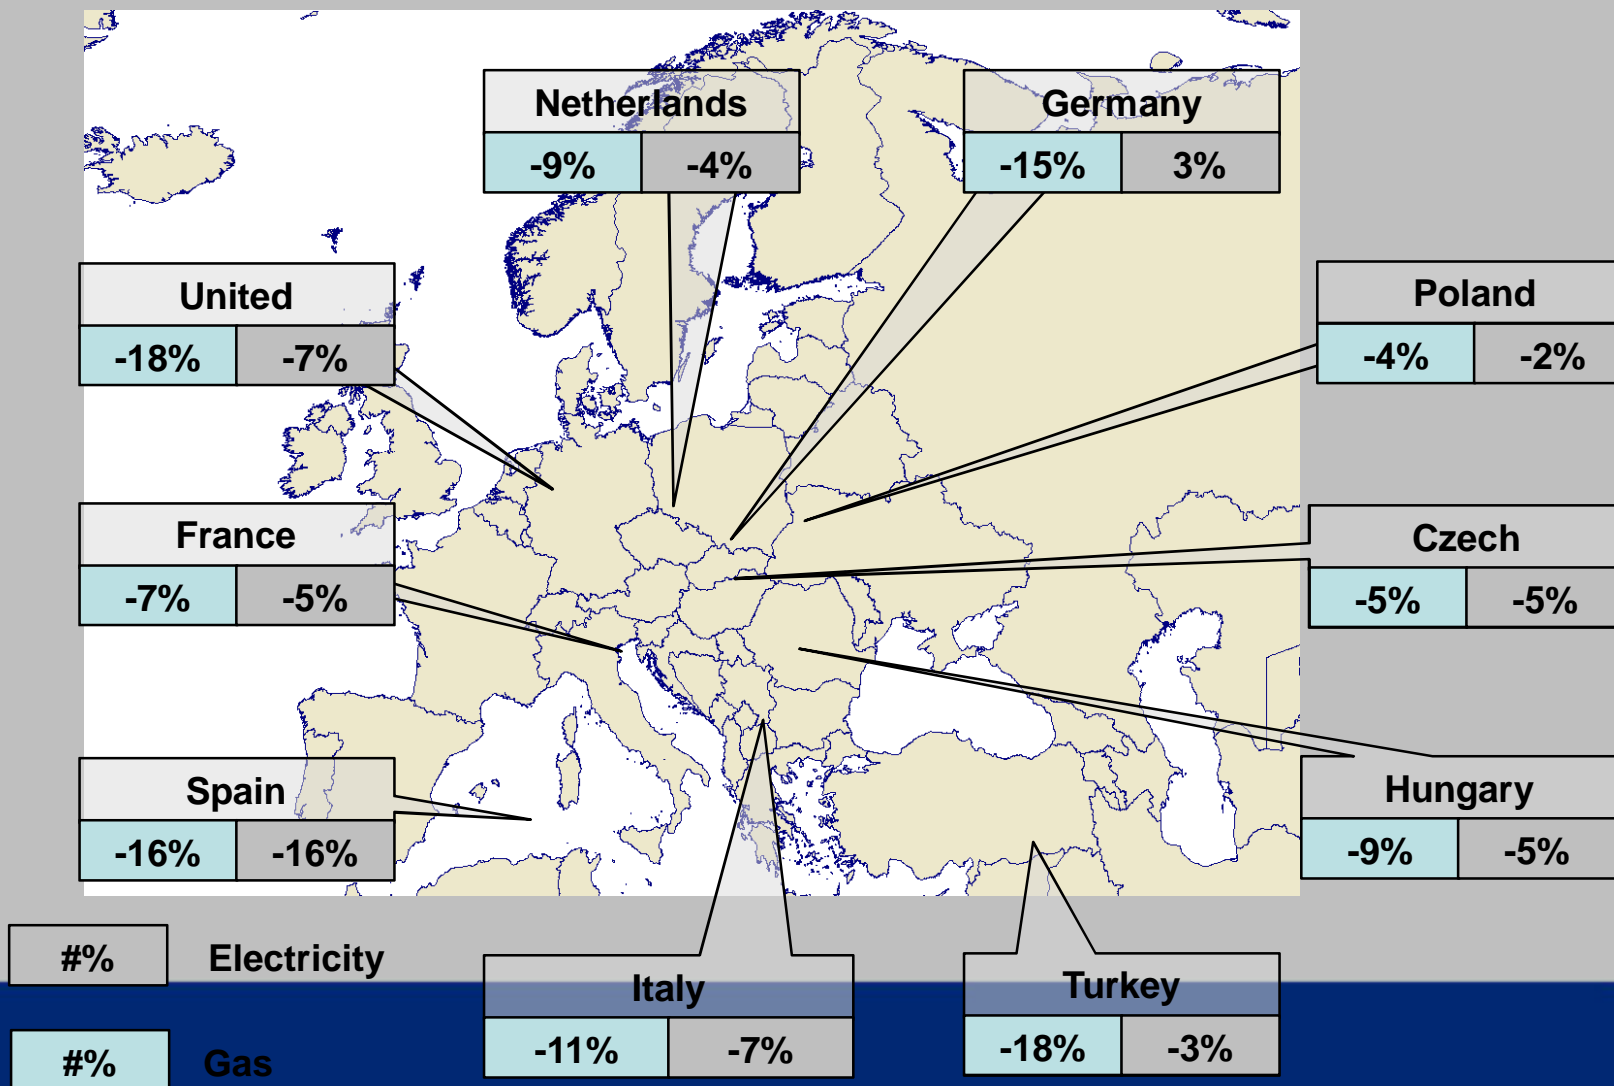 Netherlands
-9% -4%
Germany
-15% 3%
United
-18% -7%
Poland
-4% -2%
France
-7% -5%
Czech
-5% -5%
Spain
-16% -16%
Hungary
-9% -5%
#% Electricity
Italy
-11% -7%
Turkey
-18% -3%
#% Gas